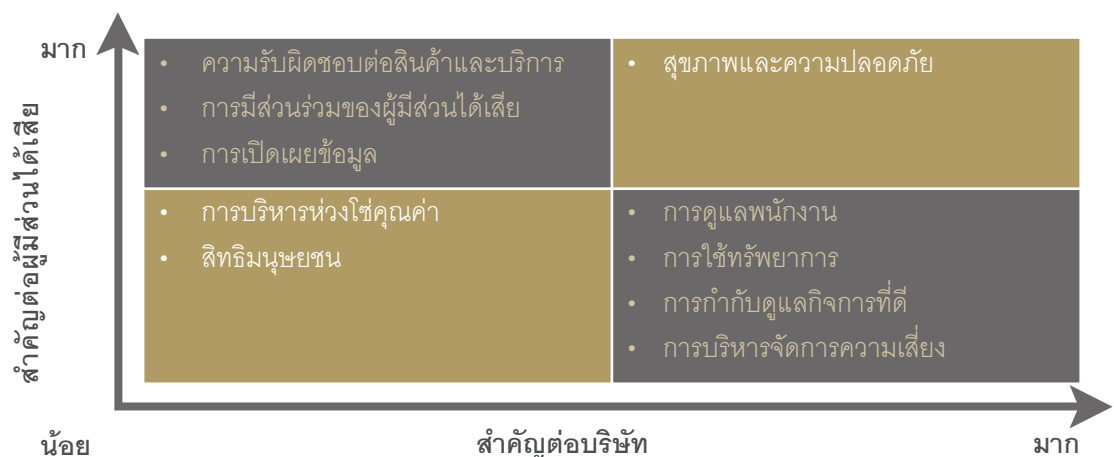 มาก
สำคัญต่อผู้มีส่วนได้เสีย
• ความรับผิดชอบต่อสินค้าและบริการ
• การมีส่วนร่วมของผู้มีส่วนได้เสีย
• การเปิดเผยข้อมูล
• สุขภาพและความปลอดภัย
• การบริหารห่วงโซ่คุณค่า
• สิทธิมนุษยชน
• การดูแลพนักงาน
• การใช้ทรัพยาการ
• การกำกับดูแลกิจการที่ดี
• การบริหารจัดการความเสี่ยง
น้อย
สำคัญต่อบริษัท
มาก